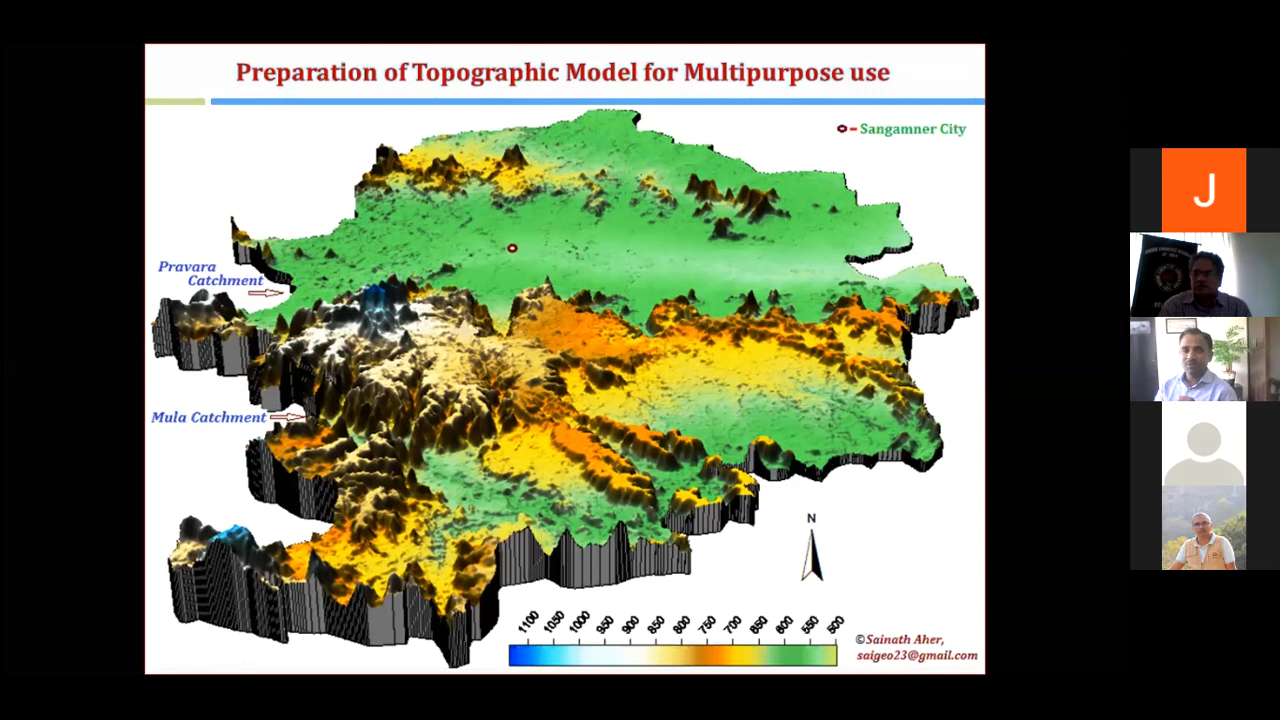 Preparation of Topographic Model for Multipurpose use
- Sangamner City
Pravara
Catchment
Mula Catchment
N
1100 1050 1000 950 900 850 800 750 700 650 600 550 500
©Sainath Aher,
saigeo23@gmail.com
J